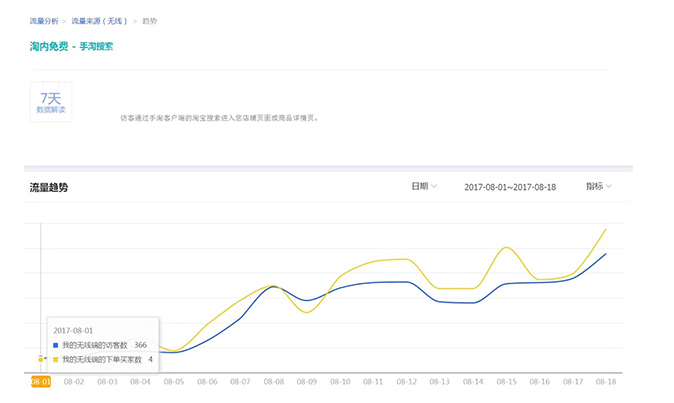 流量分析 > 流量来源（无线） > 趋势
淘内免费 - 手淘搜索
7天
数据解读
访客通过手淘客户端的淘宝搜索进入您店铺页面或商品详情页。
流量趋势 日期 2017-08-01~2017-08-18 指标
2017-08-01
我的无线端的访客数 366
我的无线端的下单买家数 4
08-01 08-02 08-03 08-04 08-05 08-06 08-07 08-08 08-09 08-10 08-11 08-12 08-13 08-14 08-15 08-16 08-17 08-18